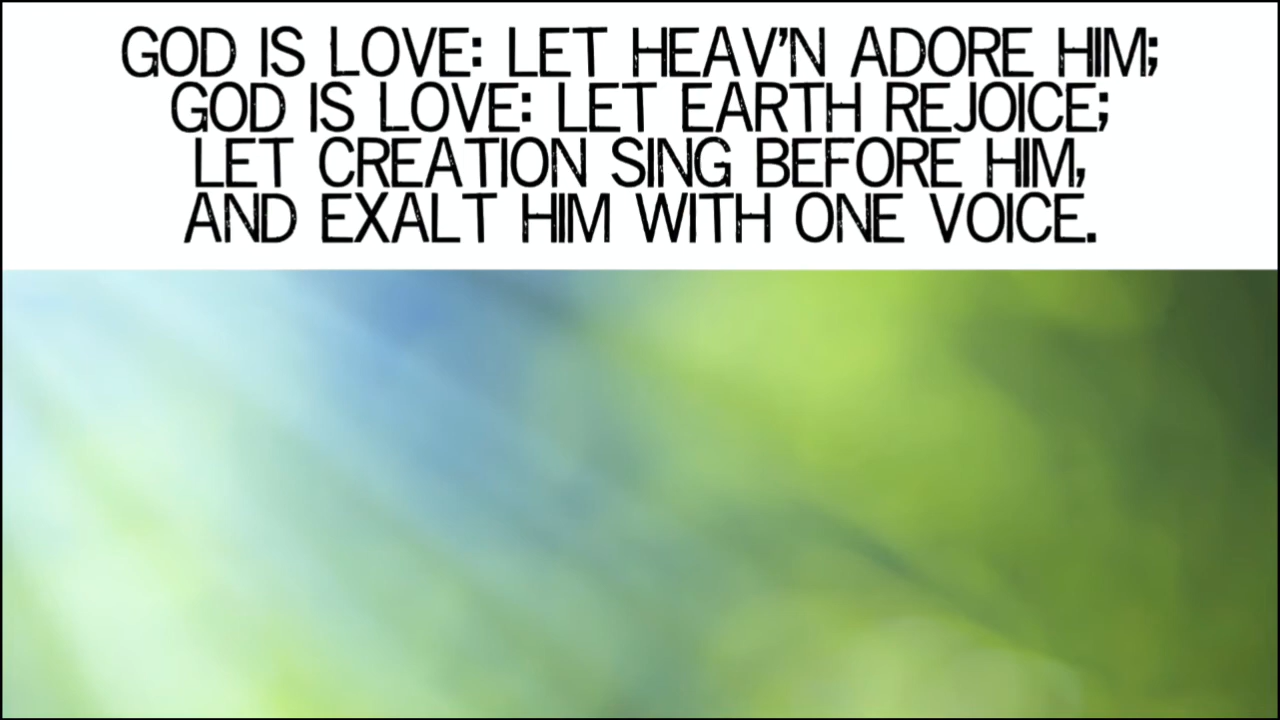 GOD IS LOVE: LET HEAV'N ADORE HIM;
GOD IS LOVE: LET EARTH REJOICE;
LET CREATION SING BEFORE HIM,
AND EXALT HIM WITH ONE VOICE.